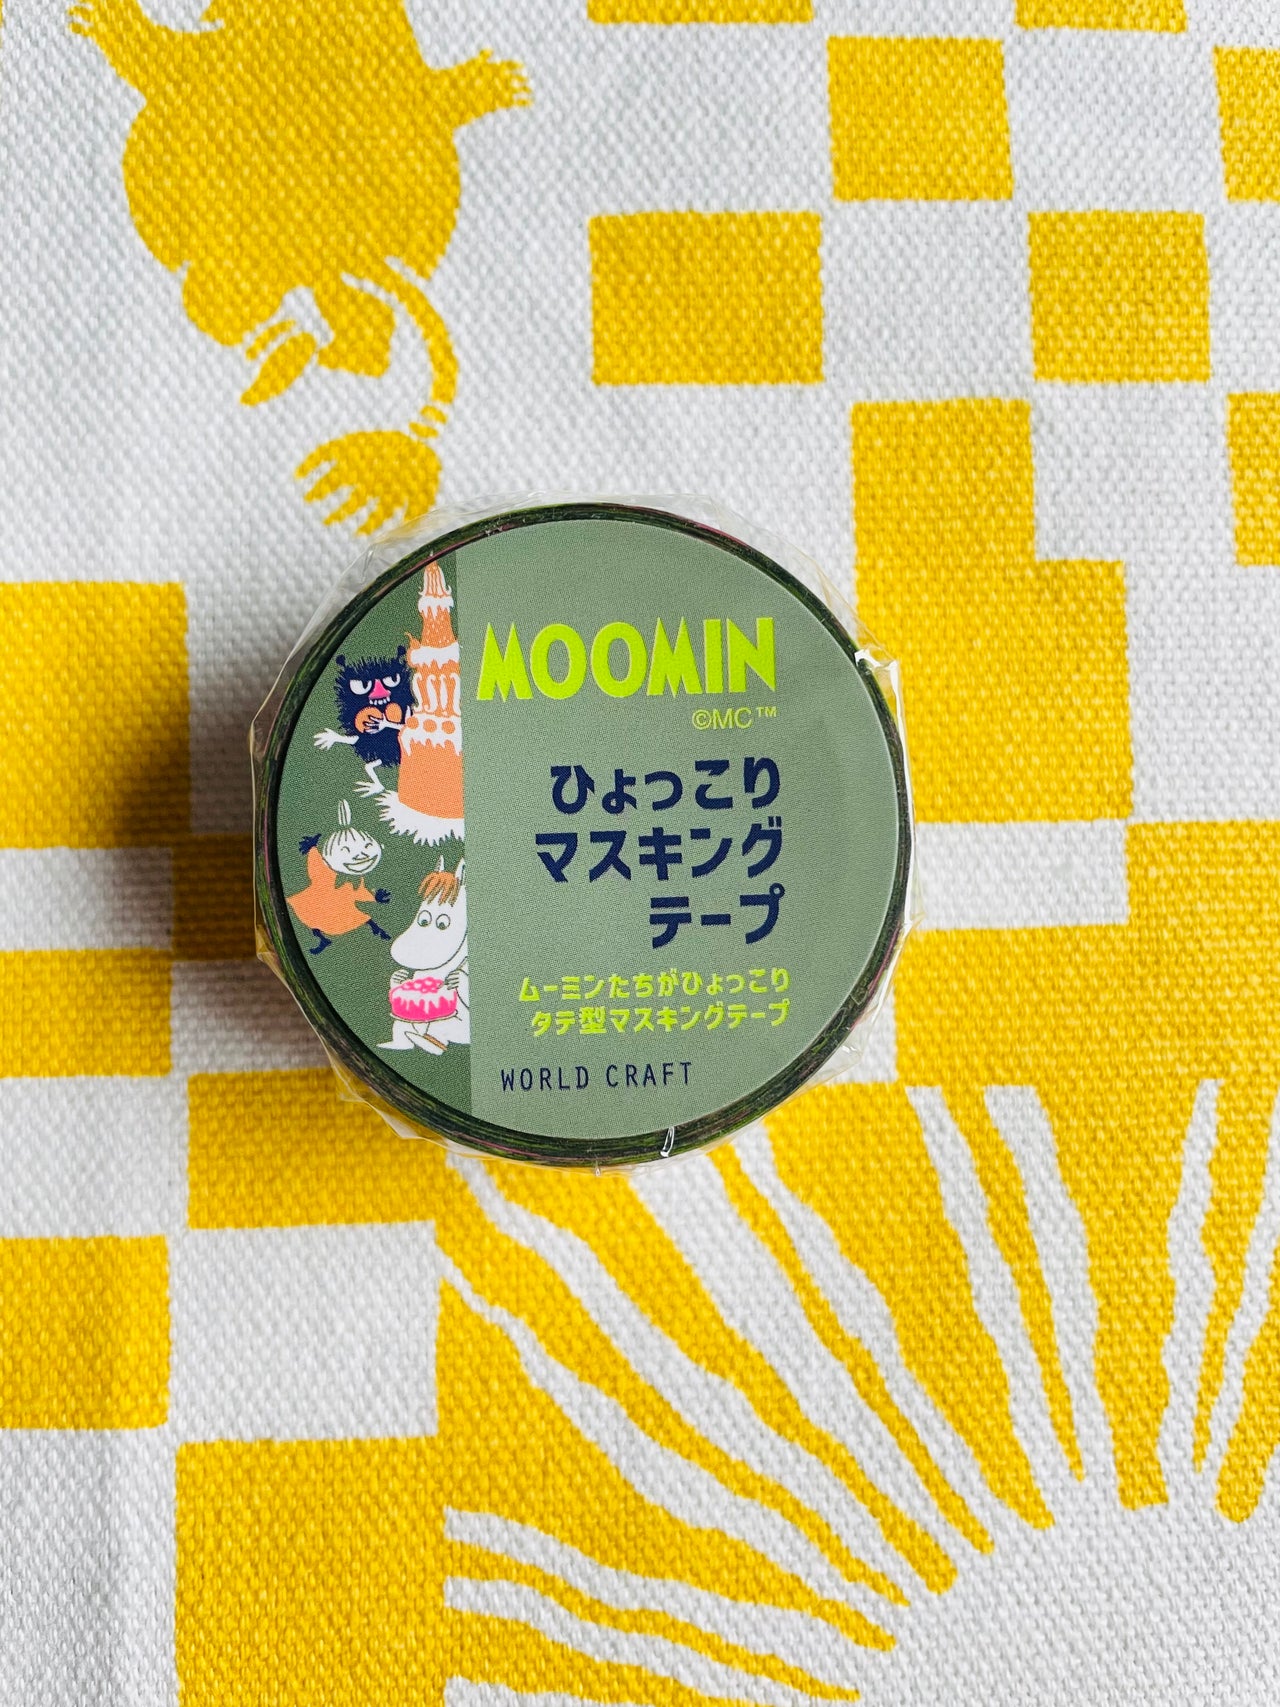 MOOMIN
©MC™
ひょっこり
マスキング
テープ
ムーミンたちがひょっこり
タテ型マスキングテープ
WORLD CRAFT